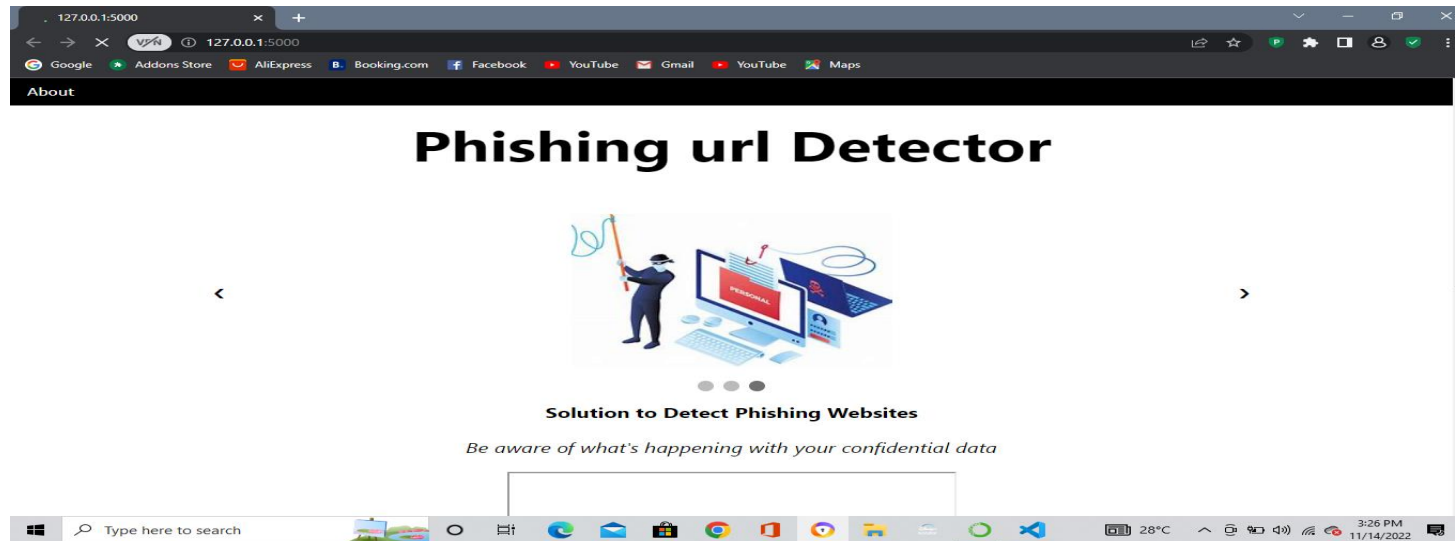 127.0.0.1:5000
VPN 127.0.0.1:5000
Google Addons Store AliExpress B. Booking.com Facebook YouTube Gmail YouTube Maps
About
Phishing url Detector
PERSONAL
‹ ›
Solution to Detect Phishing Websites
Be aware of what's happening with your confidential data
Type here to search 28°C 3:26 PM
11/14/2022